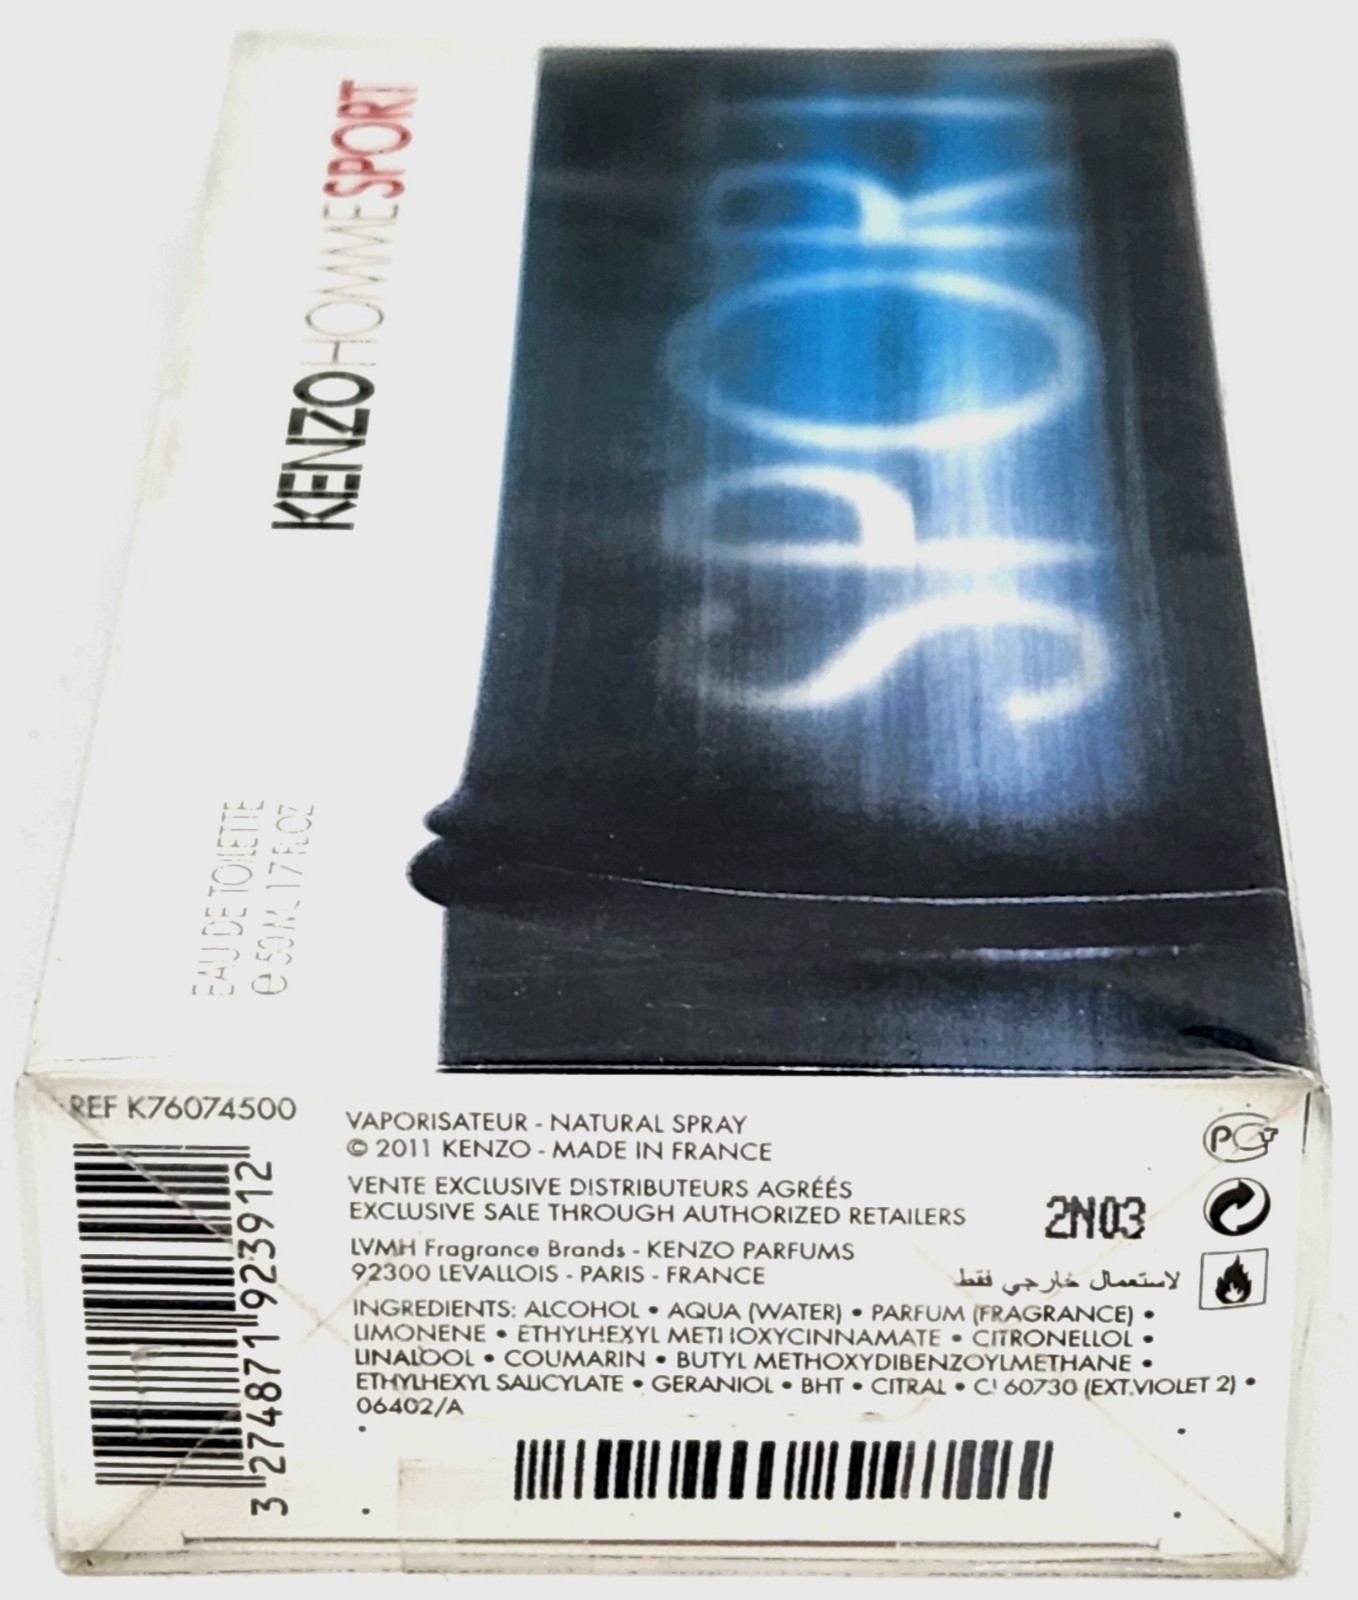 KENZOHOMMESPORT
SPORT
EAU DE TOILETTE
e 50 ML 1.7 FL.OZ
REF K76074500
3 274871 923912
VAPORISATEUR - NATURAL SPRAY
© 2011 KENZO - MADE IN FRANCE
VENTE EXCLUSIVE DISTRIBUTEURS AGRÉÉS
EXCLUSIVE SALE THROUGH AUTHORIZED RETAILERS
2N03
LVMH Fragrance Brands - KENZO PARFUMS
92300 LEVALLOIS - PARIS - FRANCE
لاستعمال خارجي فقط
INGREDIENTS: ALCOHOL • AQUA (WATER) • PARFUM (FRAGRANCE) •
LIMONENE • ETHYLHEXYL METHOXYCINNAMATE • CITRONELLOL •
LINALOOL • COUMARIN • BUTYL METHOXYDIBENZOYLMETHANE •
ETHYLHEXYL SALICYLATE • GERANIOL • BHT • CITRAL • CI 60730 (EXT.VIOLET 2) •
06402/A